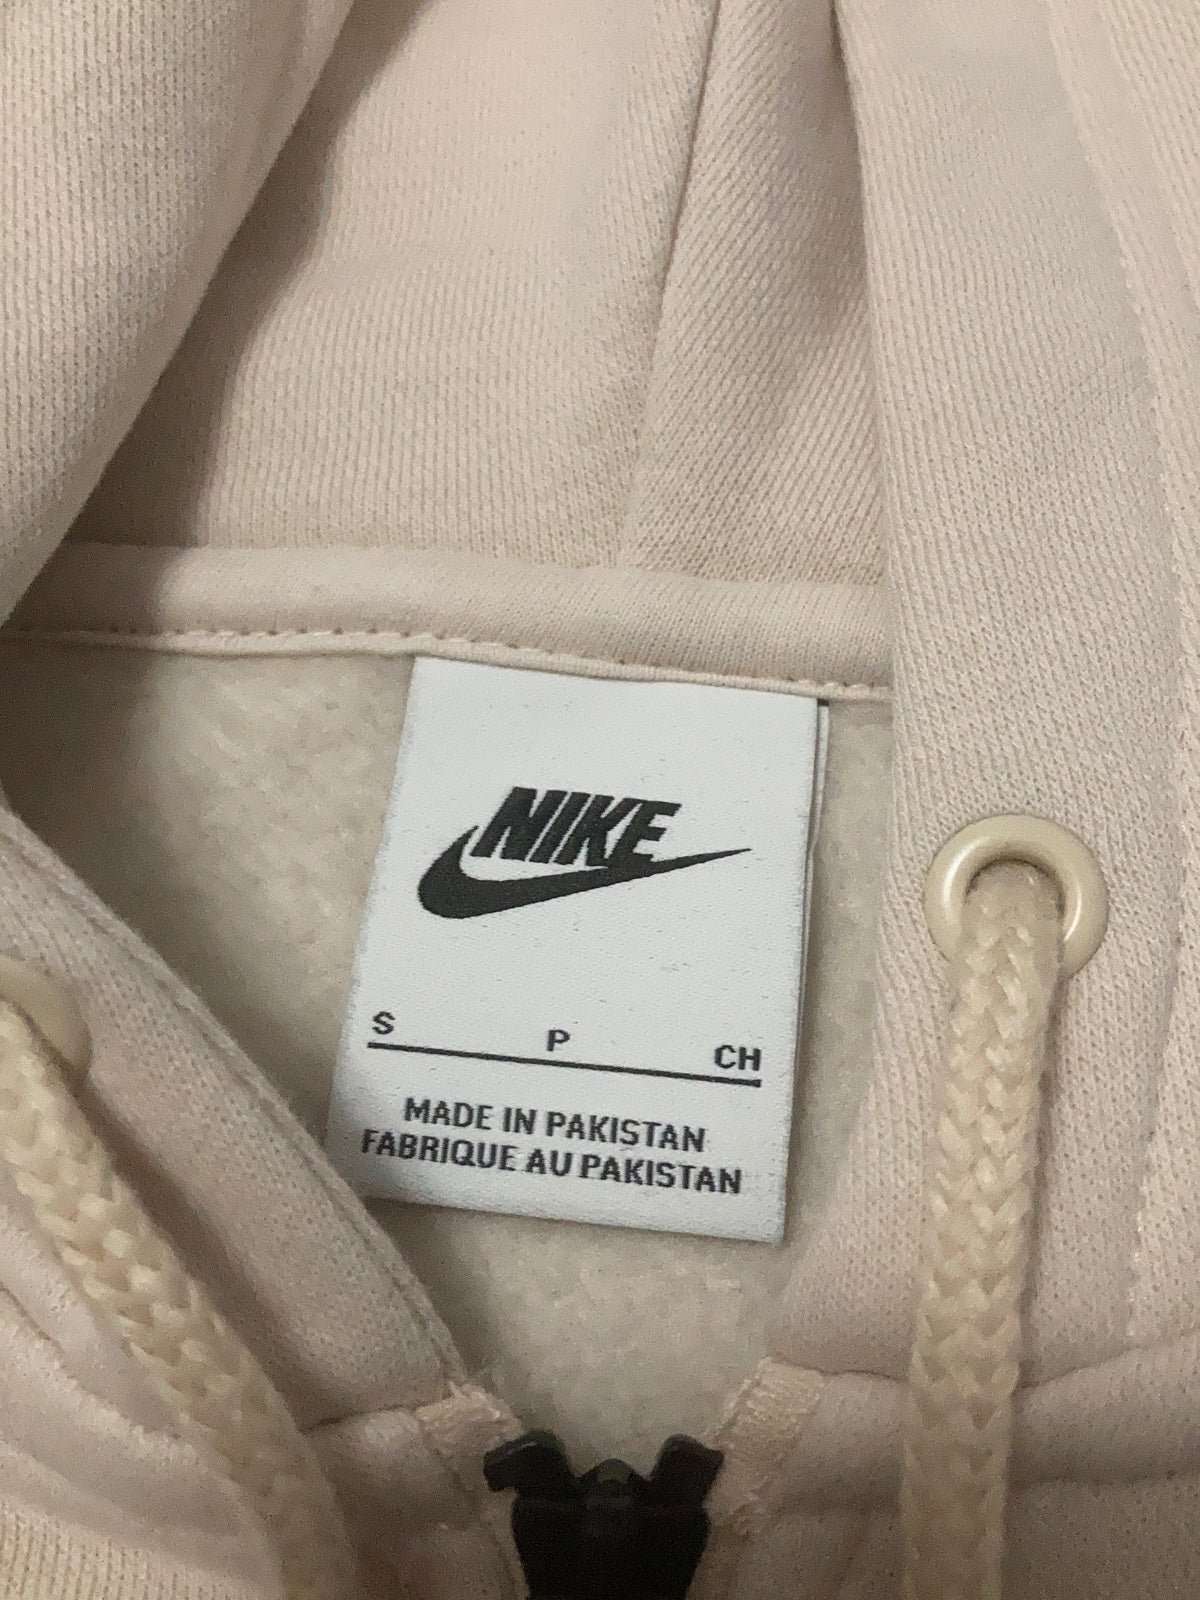 NIKE
S P CH
MADE IN PAKISTAN
FABRIQUE AU PAKISTAN